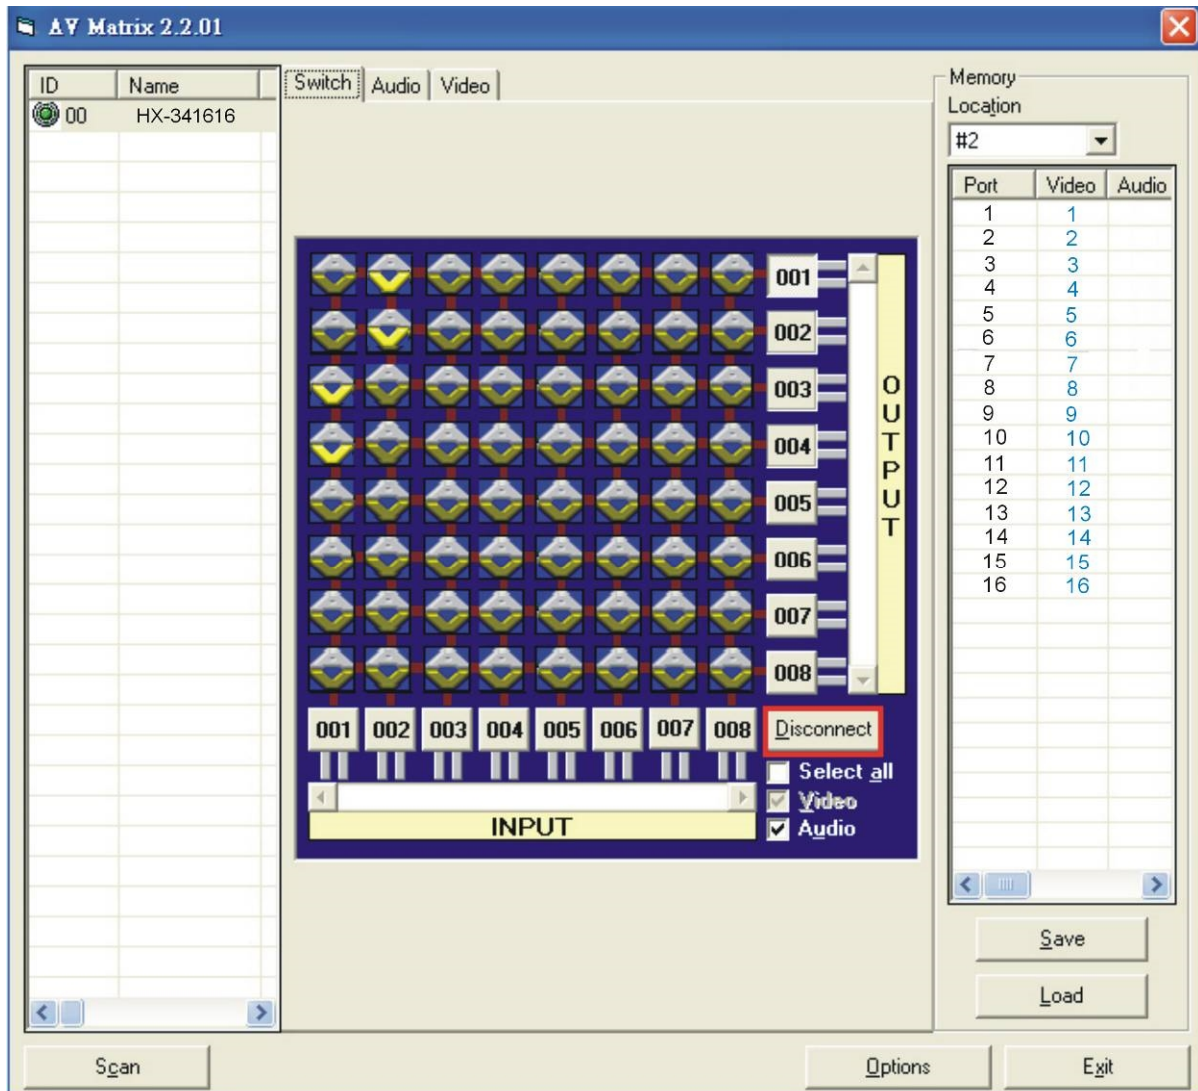 AV Matrix 2.2.01
ID Name
00 HX-341616
Switch Audio Video
001
002
003
004
005
006
007
008
OUTPUT
001 002 003 004 005 006 007 008
Disconnect
Select all
Video
Audio
INPUT
Memory
Location
#2
Port Video Audio
1 1
2 2
3 3
4 4
5 5
6 6
7 7
8 8
9 9
10 10
11 11
12 12
13 13
14 14
15 15
16 16
Save
Load
Scan
Options
Exit